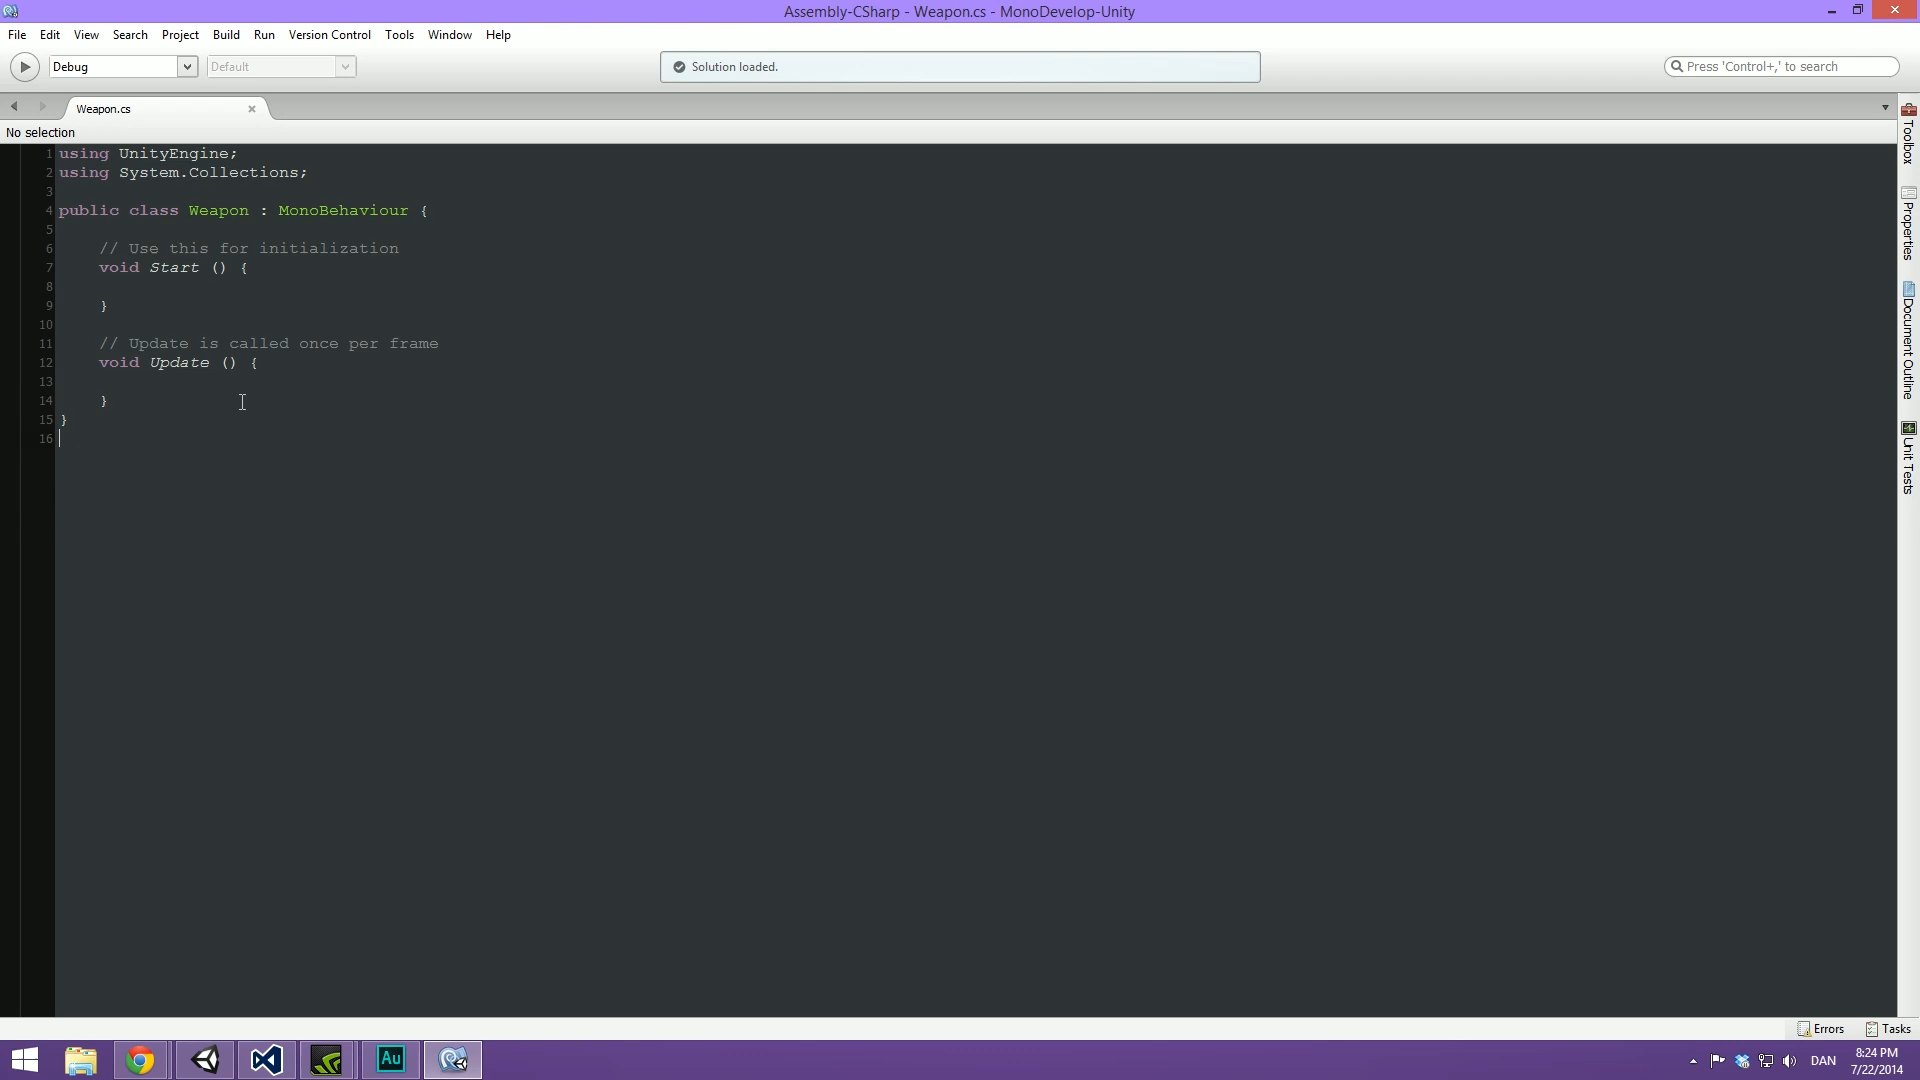 Assembly-CSharp - Weapon.cs - MonoDevelop-Unity
File Edit View Search Project Build Run Version Control Tools Window Help
Debug Default Solution loaded. Press 'Control+,' to search
Weapon.cs
No selection
1 using UnityEngine;
2 using System.Collections;
3
4 public class Weapon : MonoBehaviour {
5
6 // Use this for initialization
7 void Start () {
8
9 }
10
11 // Update is called once per frame
12 void Update () {
13
14 }
15 }
16
Toolbox
Properties
Document Outline
Unit Tests
Errors Tasks
Au
DAN
8:24 PM
7/22/2014